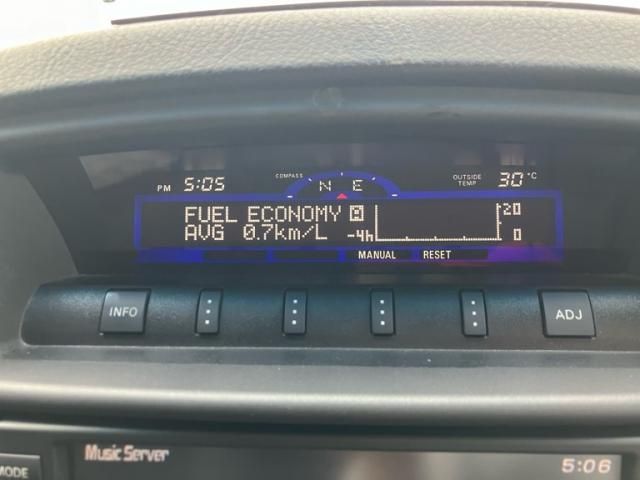 PM 5:05 COMPASS N E OUTSIDE TEMP 30 °C
FUEL ECONOMY 20
AVG 0.7km/L -4h 0
MANUAL RESET
INFO ADJ
Music Server
MODE 5:06